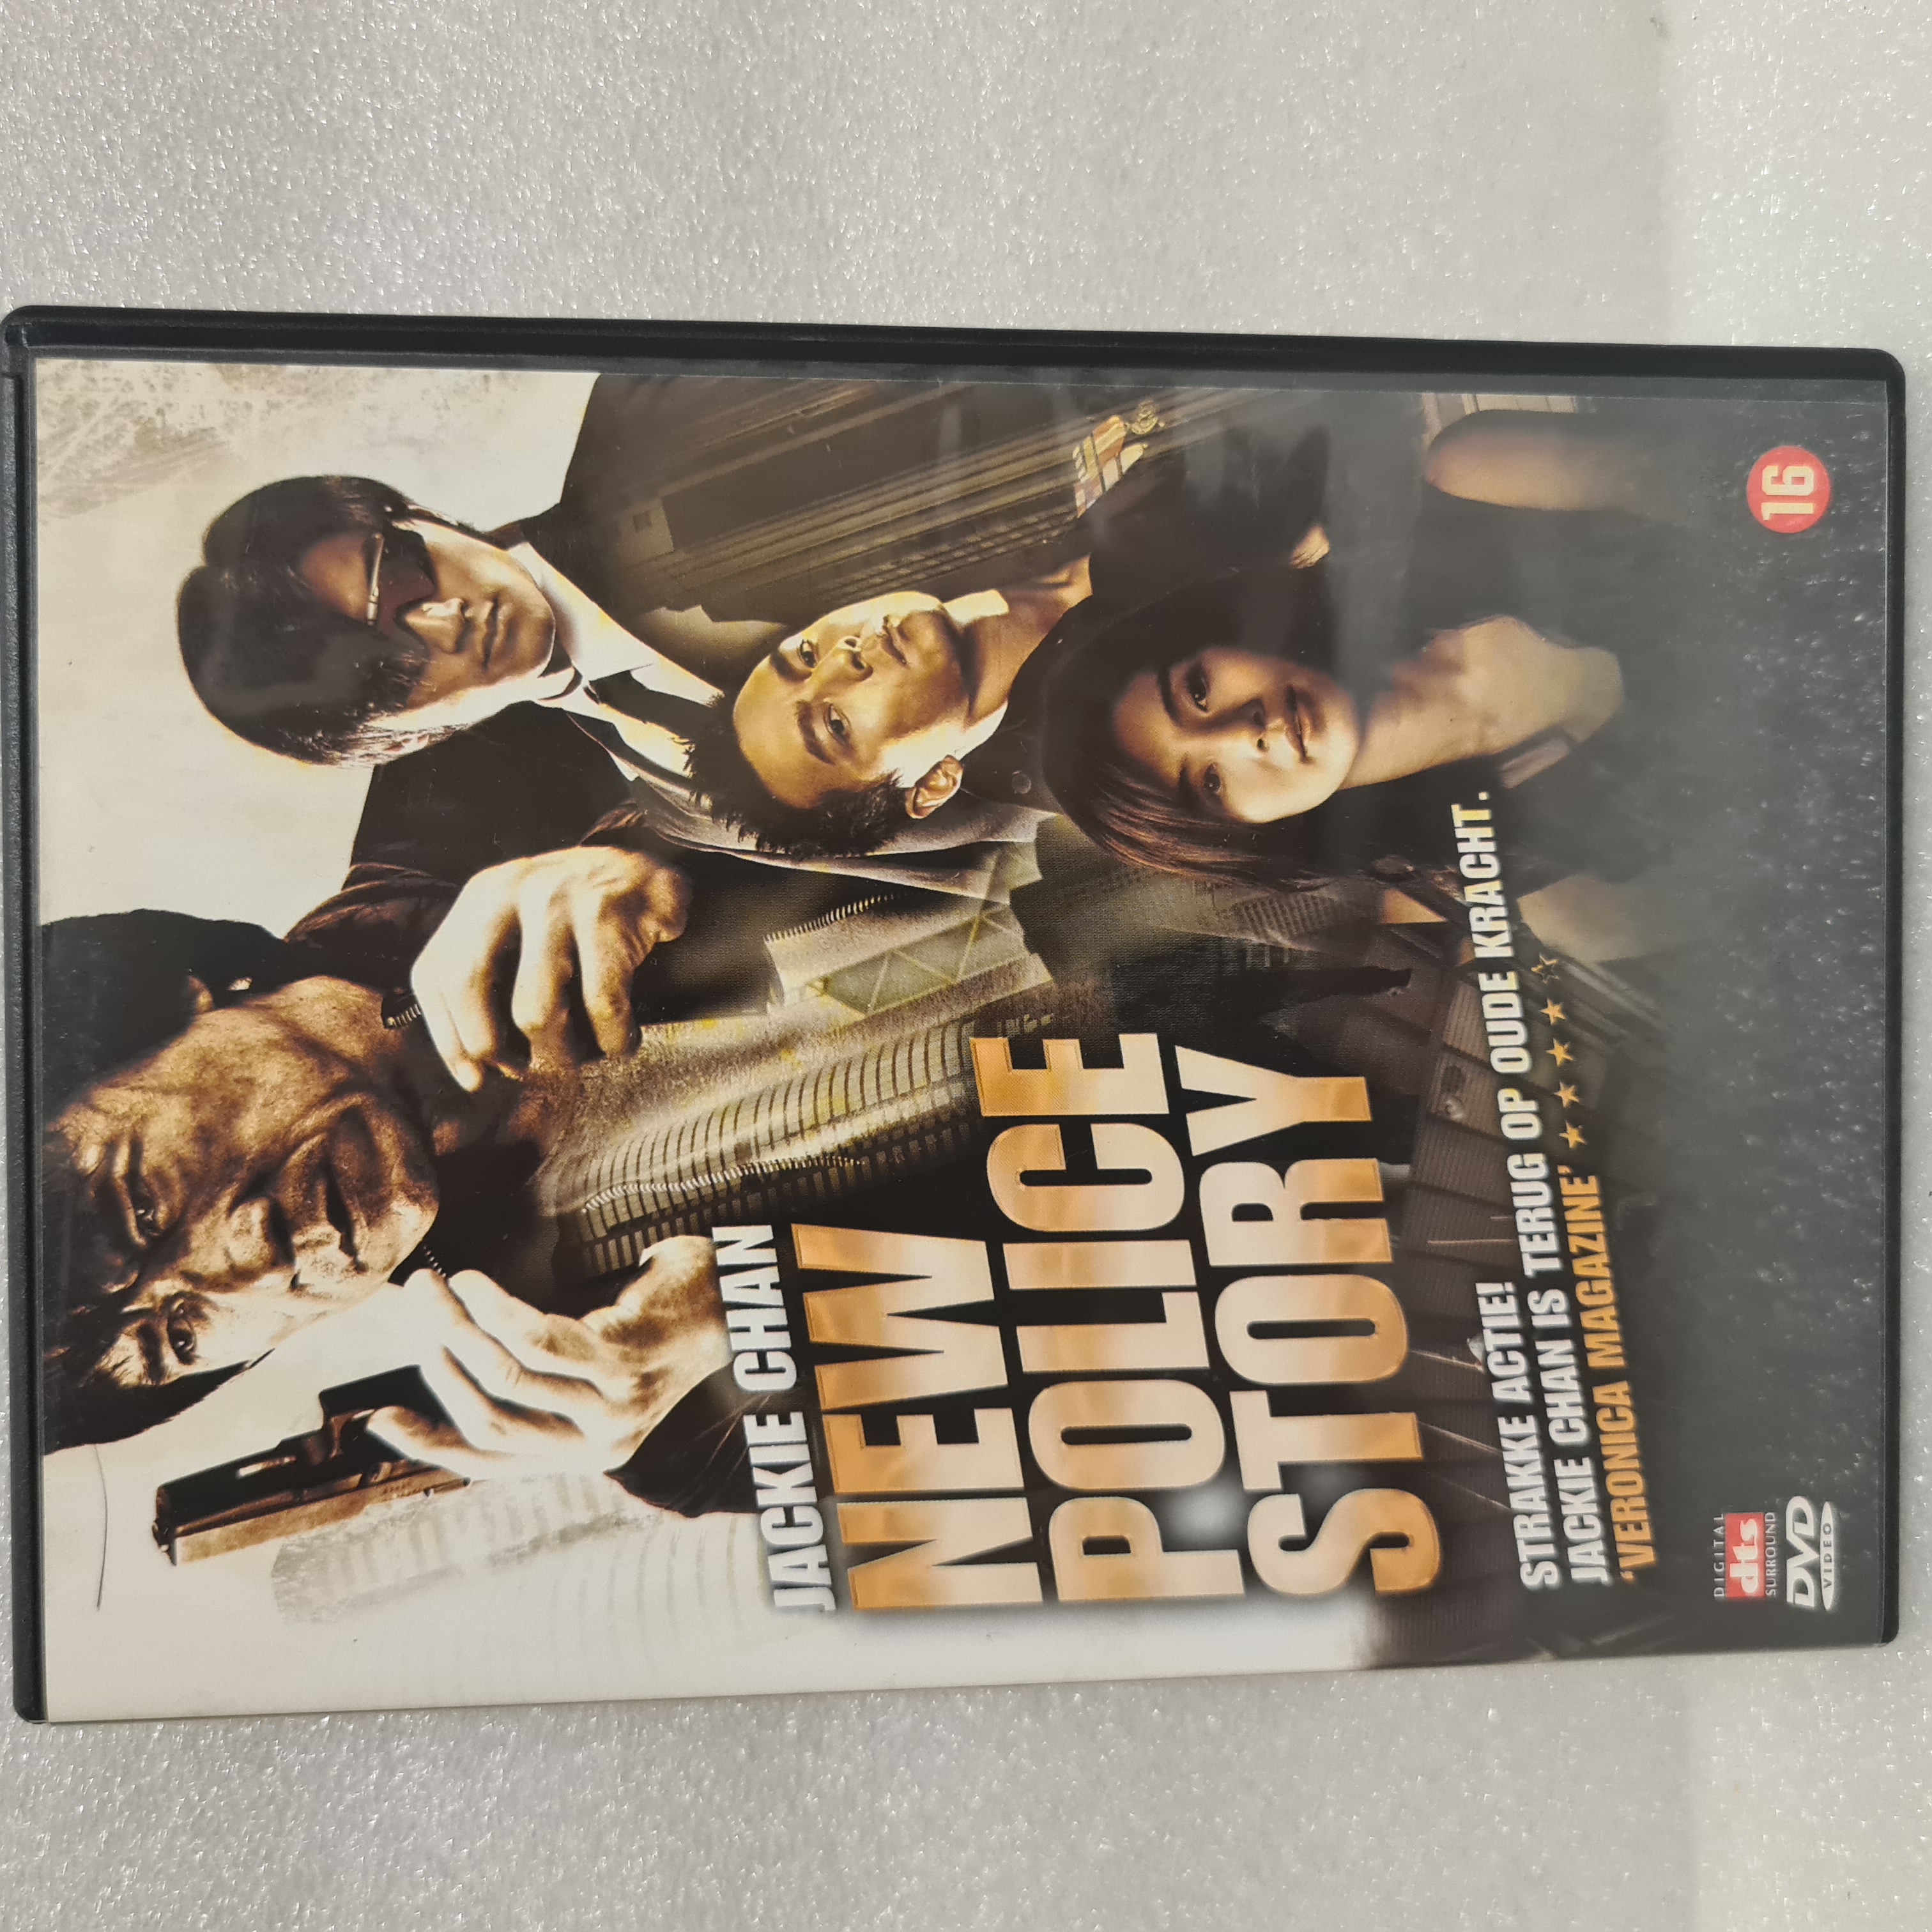 JACKIE CHAN
NEW
POLICE
STORY
STRAKKE ACTIE!
JACKIE CHAN IS TERUG OP OUDE KRACHT.
'VERONICA MAGAZINE'
DIGITAL
dts
SURROUND
DVD
VIDEO
16